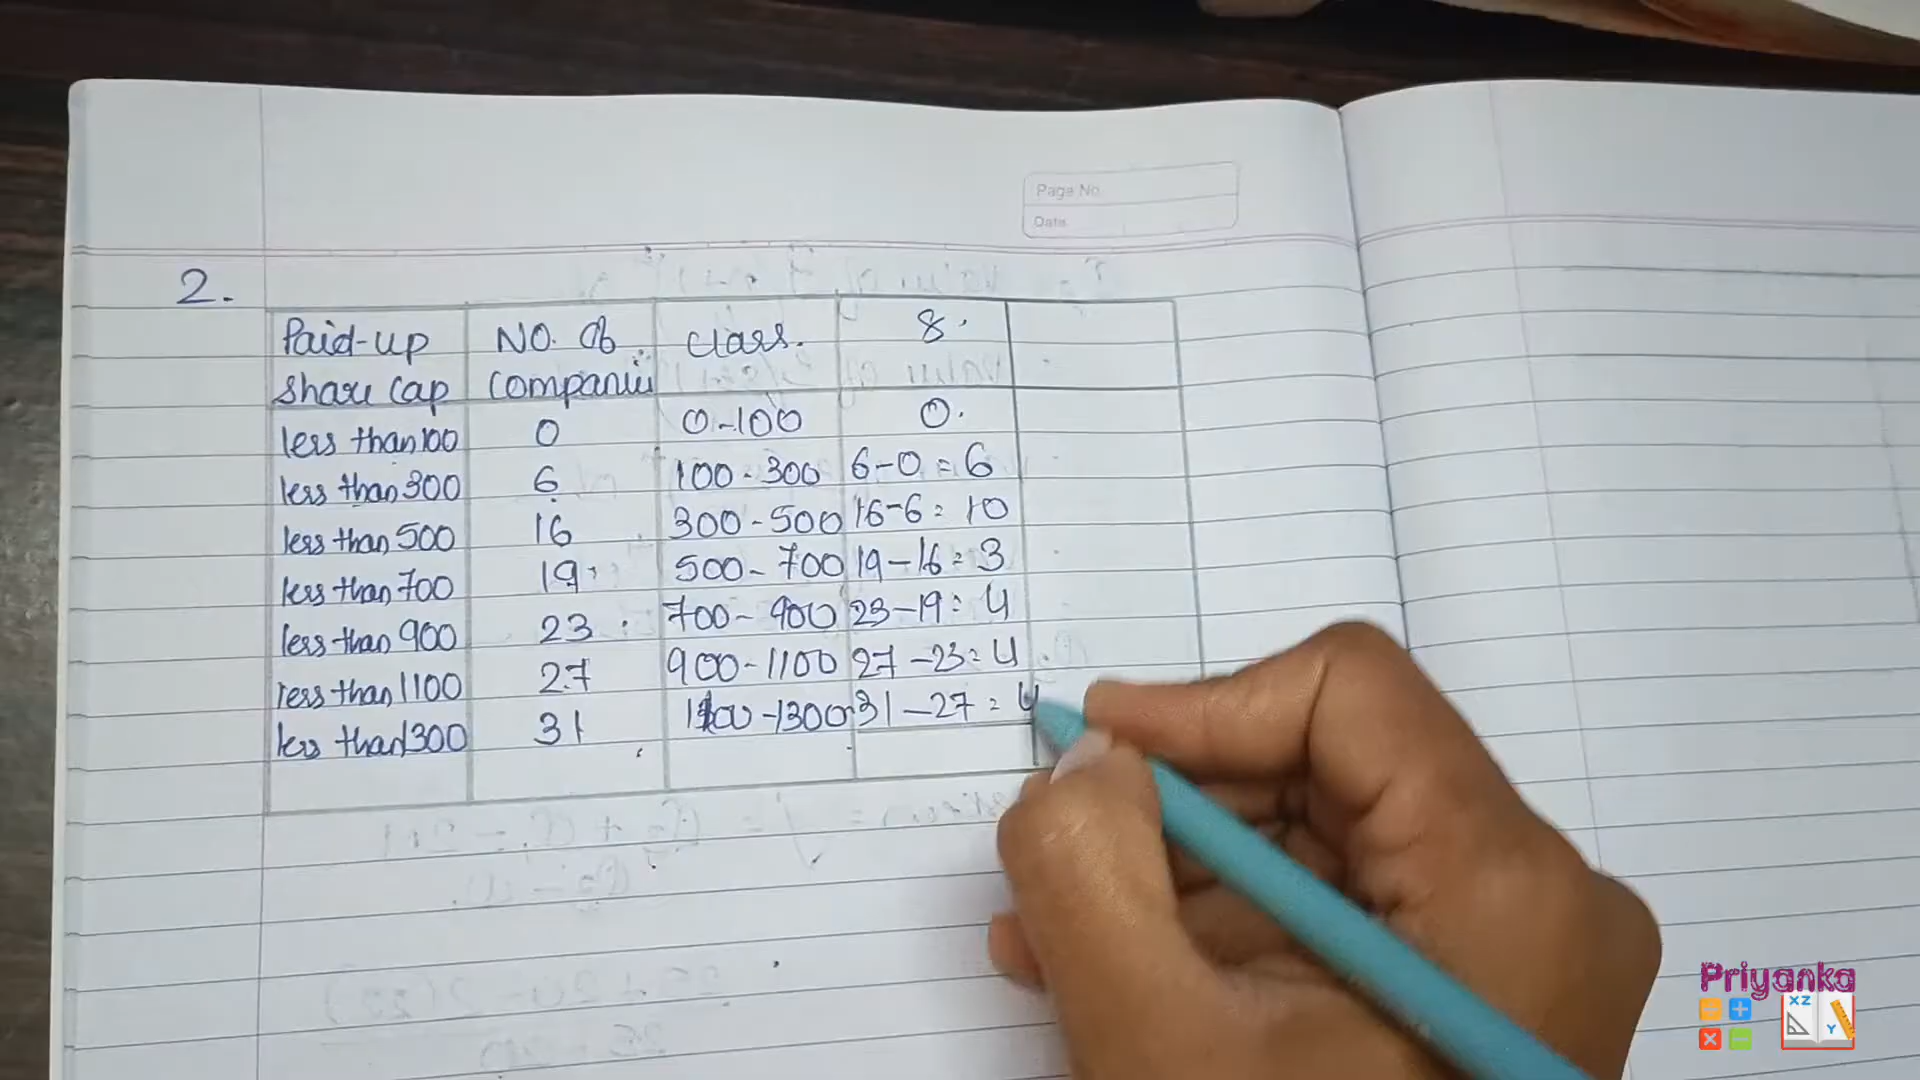 Page No.
Date
2.
Paid-up share cap | NO. of companies | class. | 8.
less than 100 | 0 | 0-100 | 0.
less than 300 | 6 | 100-300 | 6-0=6
less than 500 | 16 | 300-500 | 16-6=10
less than 700 | 19 | 500-700 | 19-16=3
less than 900 | 23 | 700-900 | 23-19=4
less than 1100 | 27 | 900-1100 | 27-23=4
less than 1300 | 31 | 1100-1300 | 31-27=4
Priyanka
XZ
Y